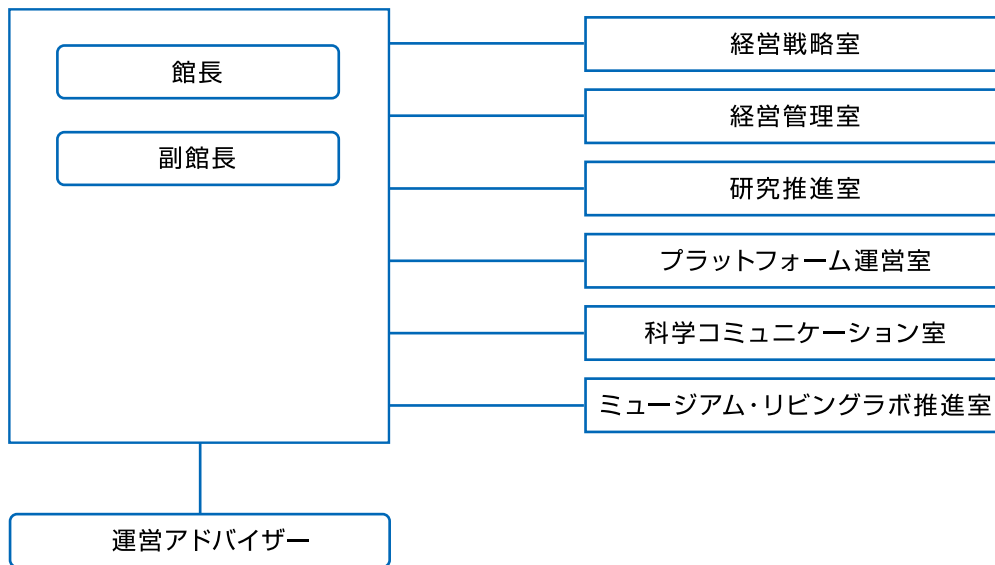 館長
副館長
運営アドバイザー
経営戦略室
経営管理室
研究推進室
プラットフォーム運営室
科学コミュニケーション室
ミュージアム・リビングラボ推進室